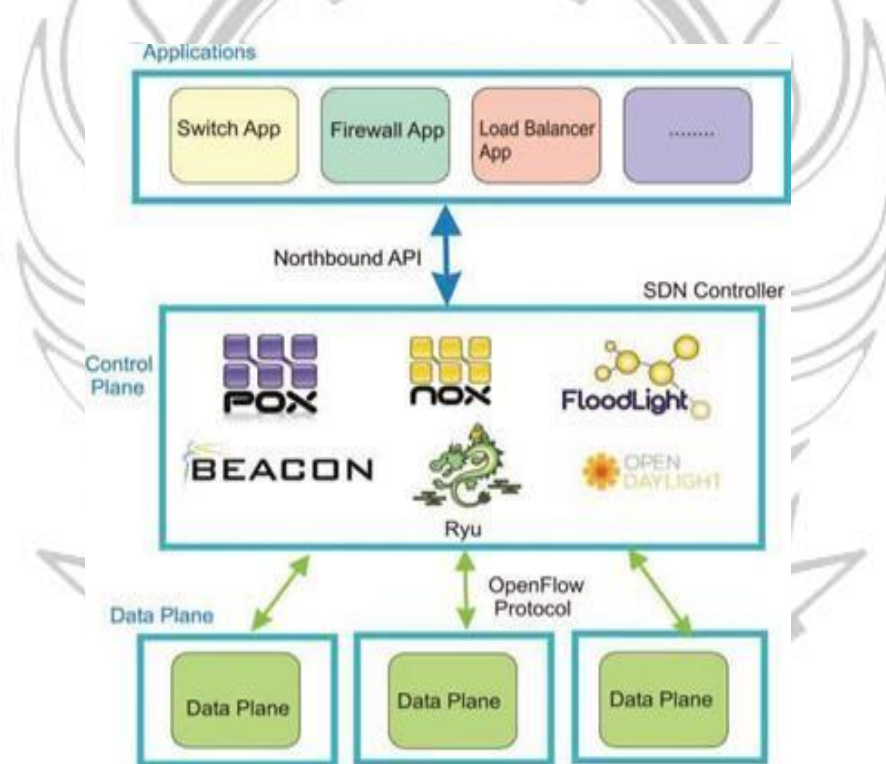 Applications
Switch App
Firewall App
Load Balancer
App
........
Northbound API
SDN Controller
Control
Plane
POX
nox
FloodLight
BEACON
Ryu
OPEN
DAYLIGHT
OpenFlow
Protocol
Data Plane
Data Plane
Data Plane
Data Plane